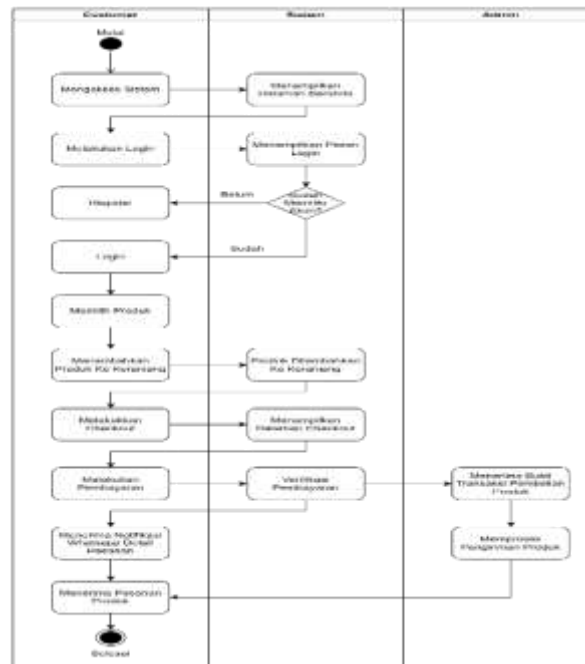 Customer
Sistem
Admin
Mulai
Mengakses Sistem
Menampilkan
Halaman Beranda
Melakukan Login
Menampilkan Pesan
Login
Sudah
Memiliki
Akun?
Belum
Register
Sudah
Login
Memilih Produk
Menambahkan
Produk Ke Keranjang
Produk Ditambahkan
Ke Keranjang
Melakukan
Checkout
Menampilkan
Halaman Checkout
Melakukan
Pembayaran
Verifikasi
Pembayaran
Menerima Bukti
Transaksi Pembelian
Produk
Menerima Notifikasi
Whatsapp Detail
Pesanan
Memproses
Pengiriman Produk
Menerima Pesanan
Produk
Selesai